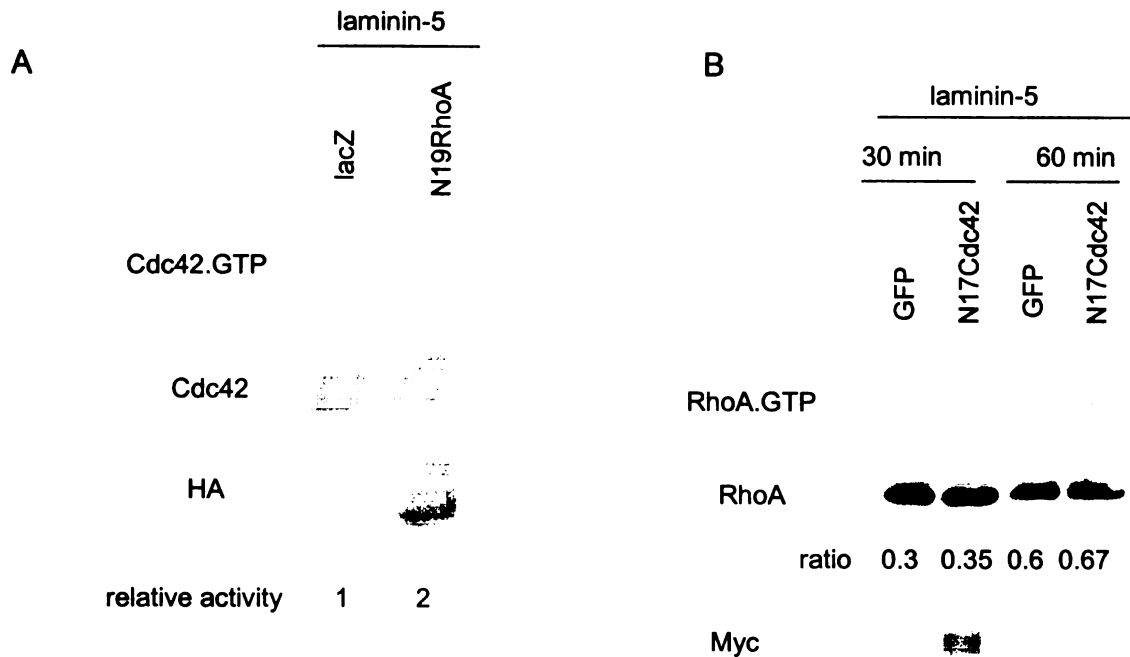 A
laminin-5
lacZ
N19RhoA
Cdc42.GTP
Cdc42
HA
relative activity 1 2
B
laminin-5
30 min 60 min
GFP N17Cdc42 GFP N17Cdc42
RhoA.GTP
RhoA
ratio 0.3 0.35 0.6 0.67
Myc